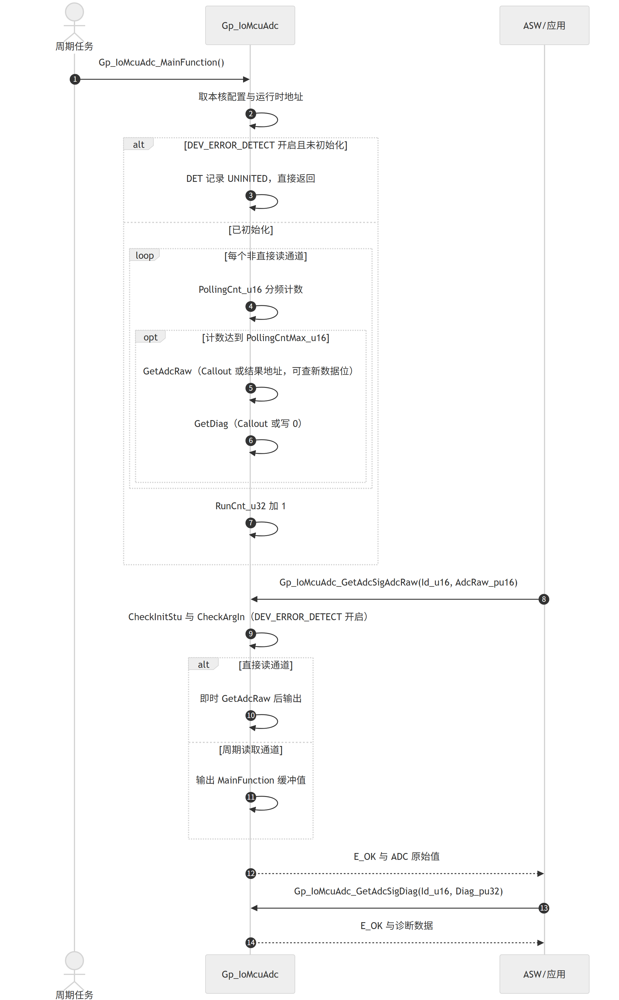 周期任务
Gp_IoMcuAdc
ASW/应用
Gp_IoMcuAdc_MainFunction()
1
取本核配置与运行时地址
2
alt
[DEV_ERROR_DETECT 开启且未初始化]
DET 记录 UNINITED，直接返回
3
[已初始化]
loop
[每个非直接读通道]
PollingCnt_u16 分频计数
4
opt
[计数达到 PollingCntMax_u16]
GetAdcRaw（Callout 或结果地址，可查新数据位）
5
GetDiag（Callout 或写 0）
6
RunCnt_u32 加 1
7
Gp_IoMcuAdc_GetAdcSigAdcRaw(Id_u16, AdcRaw_pu16)
8
CheckInitStu 与 CheckArgIn（DEV_ERROR_DETECT 开启）
9
alt
[直接读通道]
即时 GetAdcRaw 后输出
10
[周期读取通道]
输出 MainFunction 缓冲值
11
E_OK 与 ADC 原始值
12
Gp_IoMcuAdc_GetAdcSigDiag(Id_u16, Diag_pu32)
13
E_OK 与诊断数据
14
周期任务
Gp_IoMcuAdc
ASW/应用